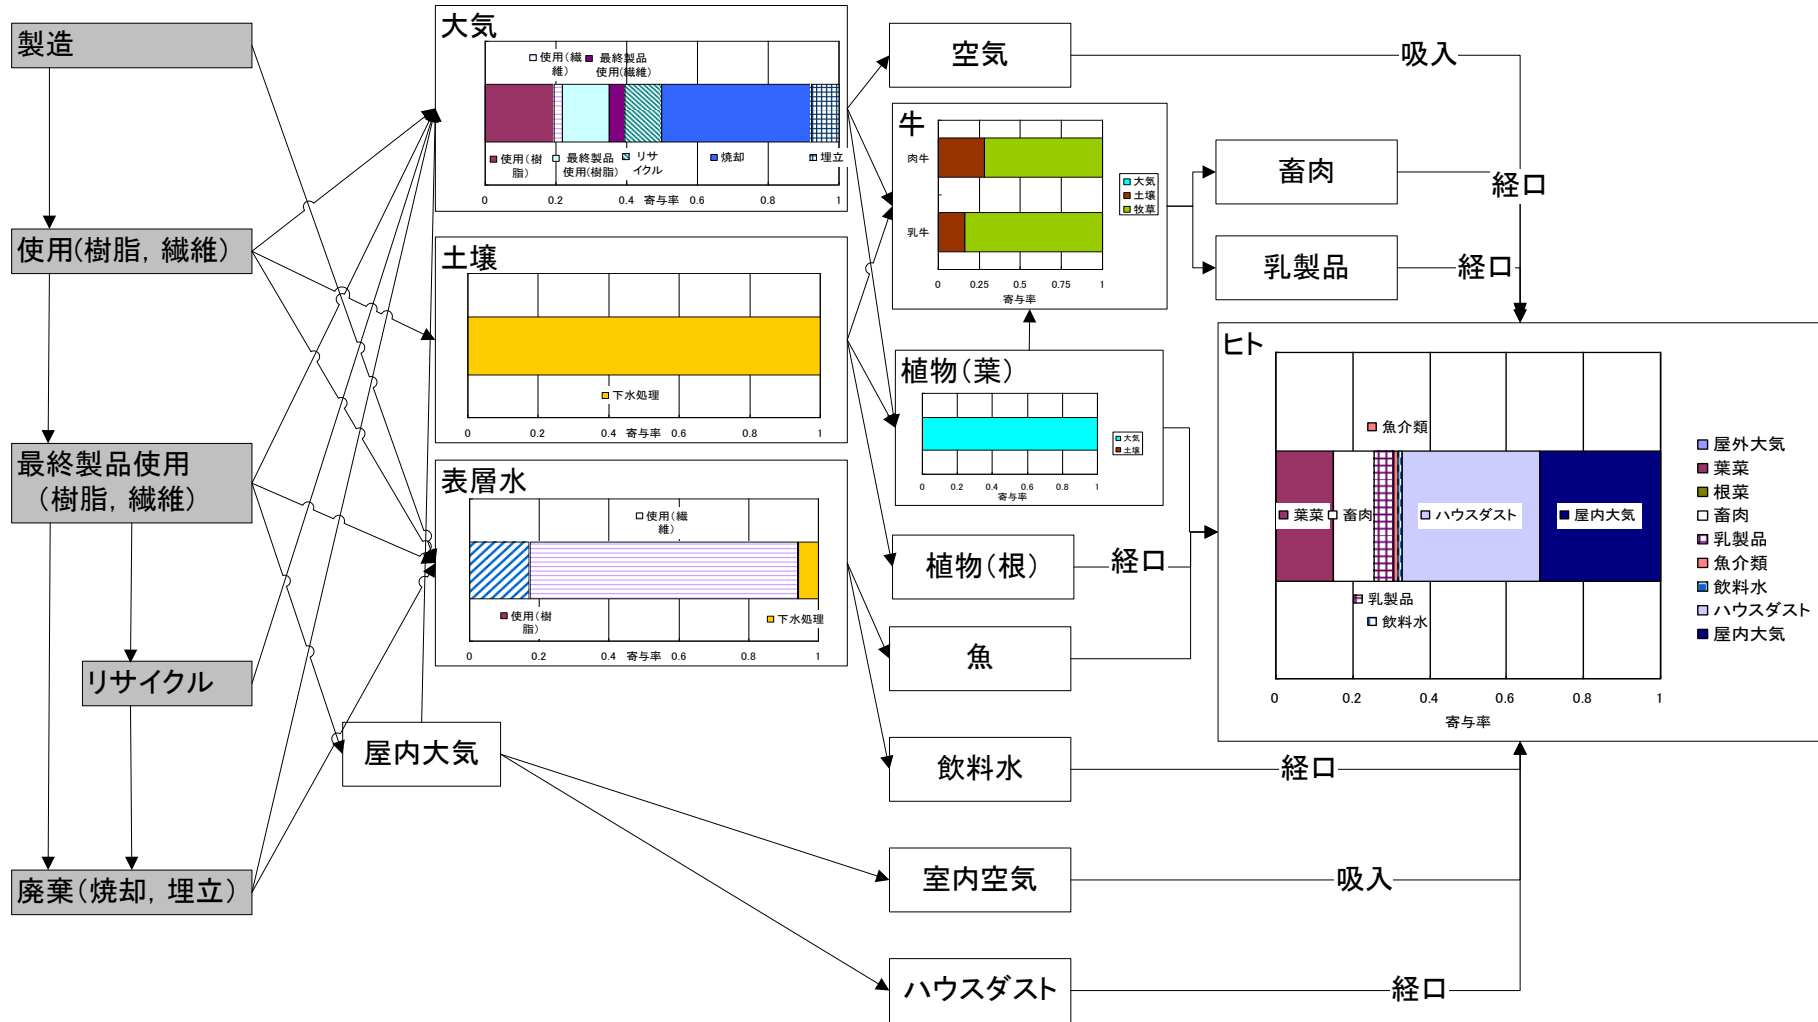 製造
使用(樹脂, 繊維)
最終製品使用
(樹脂, 繊維)
リサイクル
廃棄(焼却, 埋立)
大気
使用(繊
維)
最終製品
使用(繊維)
使用(樹
脂)
最終製品
使用(樹脂)
リサ
イクル
焼却
埋立
0 0.2 0.4 寄与率 0.6 0.8 1
土壌
下水処理
0 0.2 0.4 寄与率 0.6 0.8 1
表層水
使用(繊
維)
使用(樹
脂)
下水処理
0 0.2 0.4 寄与率 0.6 0.8 1
屋内大気
空気
吸入
牛
肉牛
乳牛
大気
土壌
牧草
0 0.25 0.5 0.75 1
寄与率
畜肉
経口
乳製品
経口
植物(葉)
大気
土壌
0 0.2 0.4 0.6 0.8 1
寄与率
植物(根)
経口
魚
飲料水
経口
室内空気
吸入
ハウスダスト
経口
ヒト
魚介類
葉菜
畜肉
ハウスダスト
屋内大気
乳製品
飲料水
0 0.2 0.4 0.6 0.8 1
寄与率
屋外大気
葉菜
根菜
畜肉
乳製品
魚介類
飲料水
ハウスダスト
屋内大気